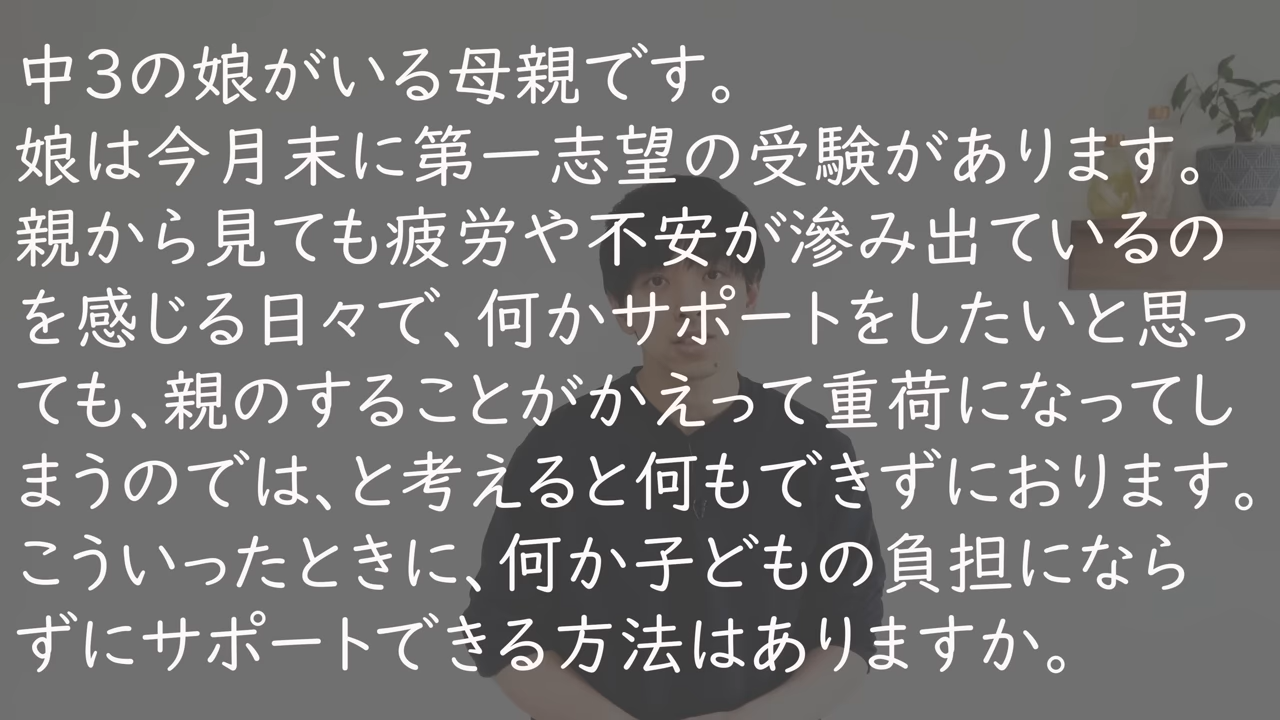 中3の娘がいる母親です。
娘は今月末に第一志望の受験があります。
親から見ても疲労や不安が滲み出ているの
を感じる日々で、何かサポートをしたいと思っ
ても、親のすることがかえって重荷になってし
まうのでは、と考えると何もできずにおります。
こういったときに、何か子どもの負担になら
ずにサポートできる方法はありますか。